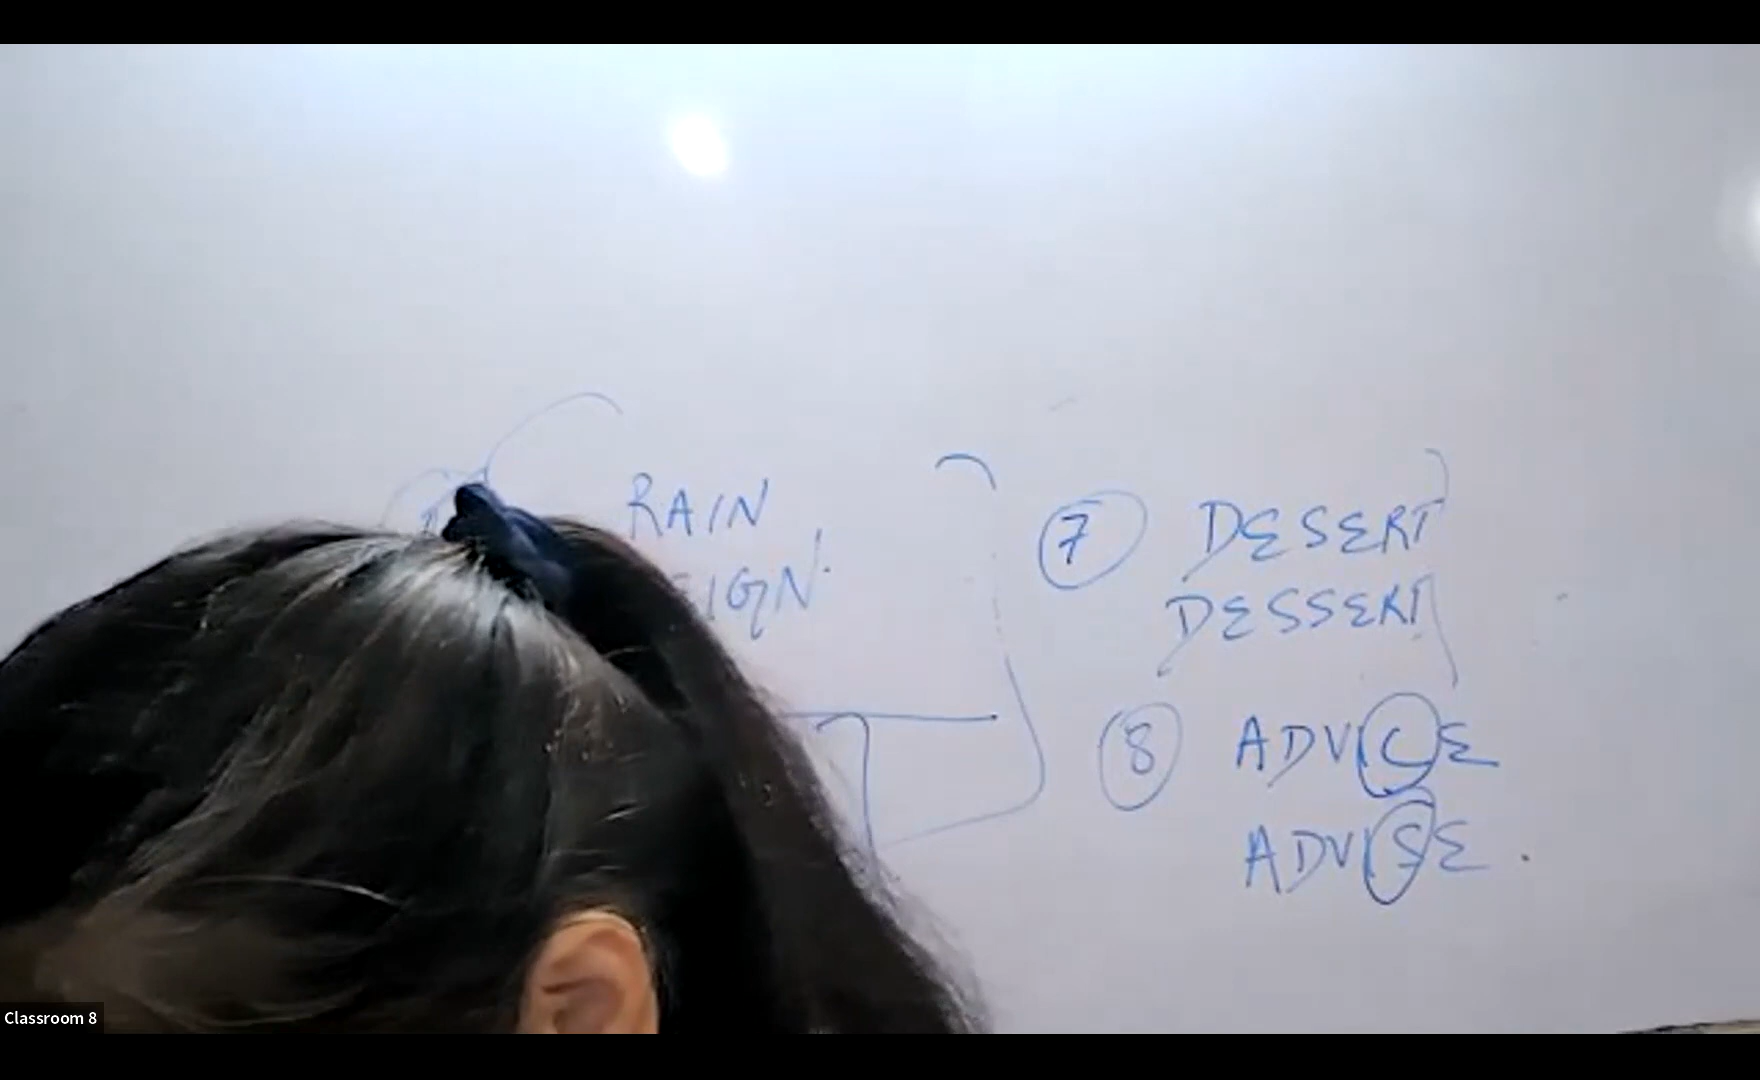 RAIN
7 DESERT
DESSERT
8 ADVICE
ADVISE.
Classroom 8